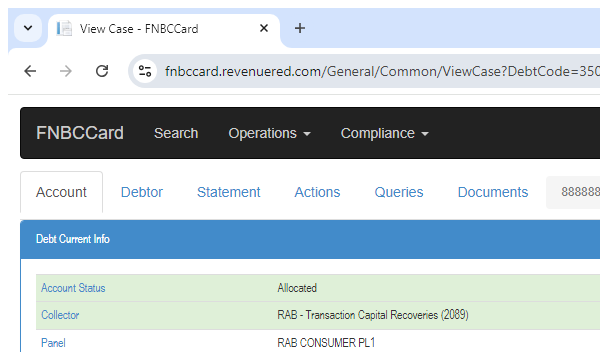 View Case - FNBCCard
fnbccard.revenuered.com/General/Common/ViewCase?DebtCode=350
FNBCCard Search Operations Compliance
Account Debtor Statement Actions Queries Documents 888888
Debt Current Info
Account Status Allocated
Collector RAB - Transaction Capital Recoveries (2089)
Panel RAB CONSUMER PL1